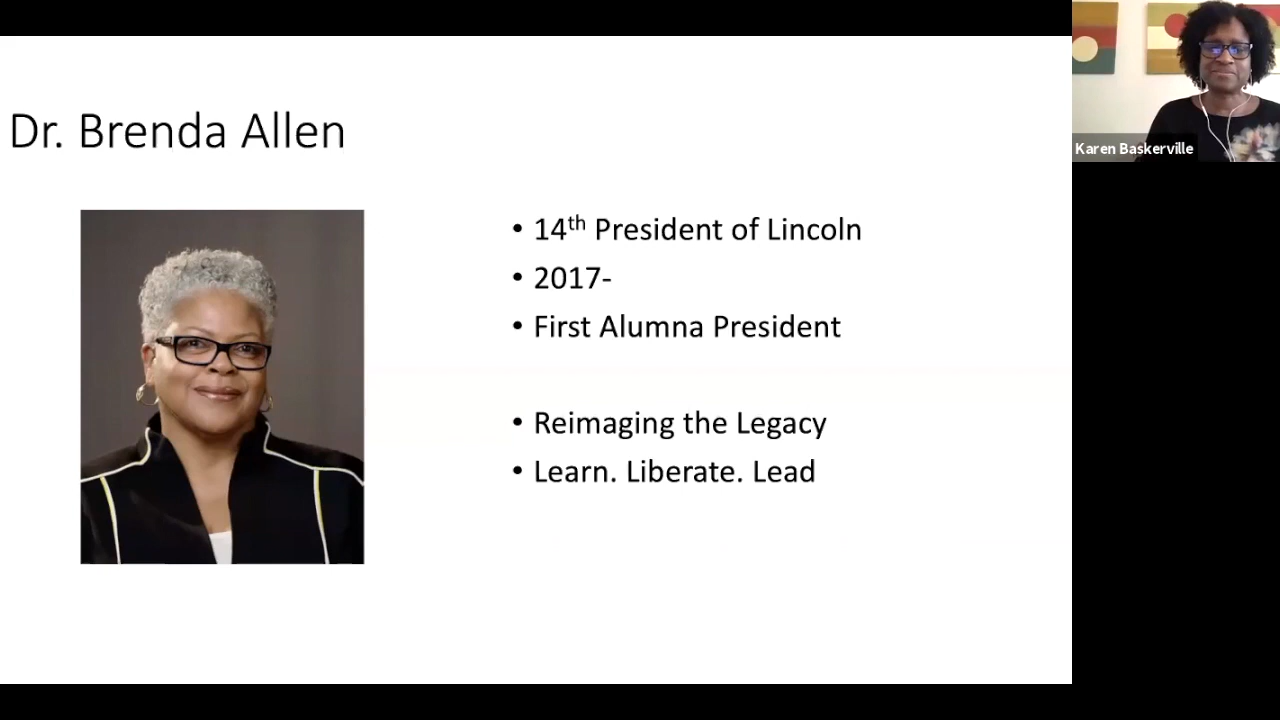 Dr. Brenda Allen
• 14th President of Lincoln
• 2017-
• First Alumna President
• Reimaging the Legacy
• Learn. Liberate. Lead
Karen Baskerville